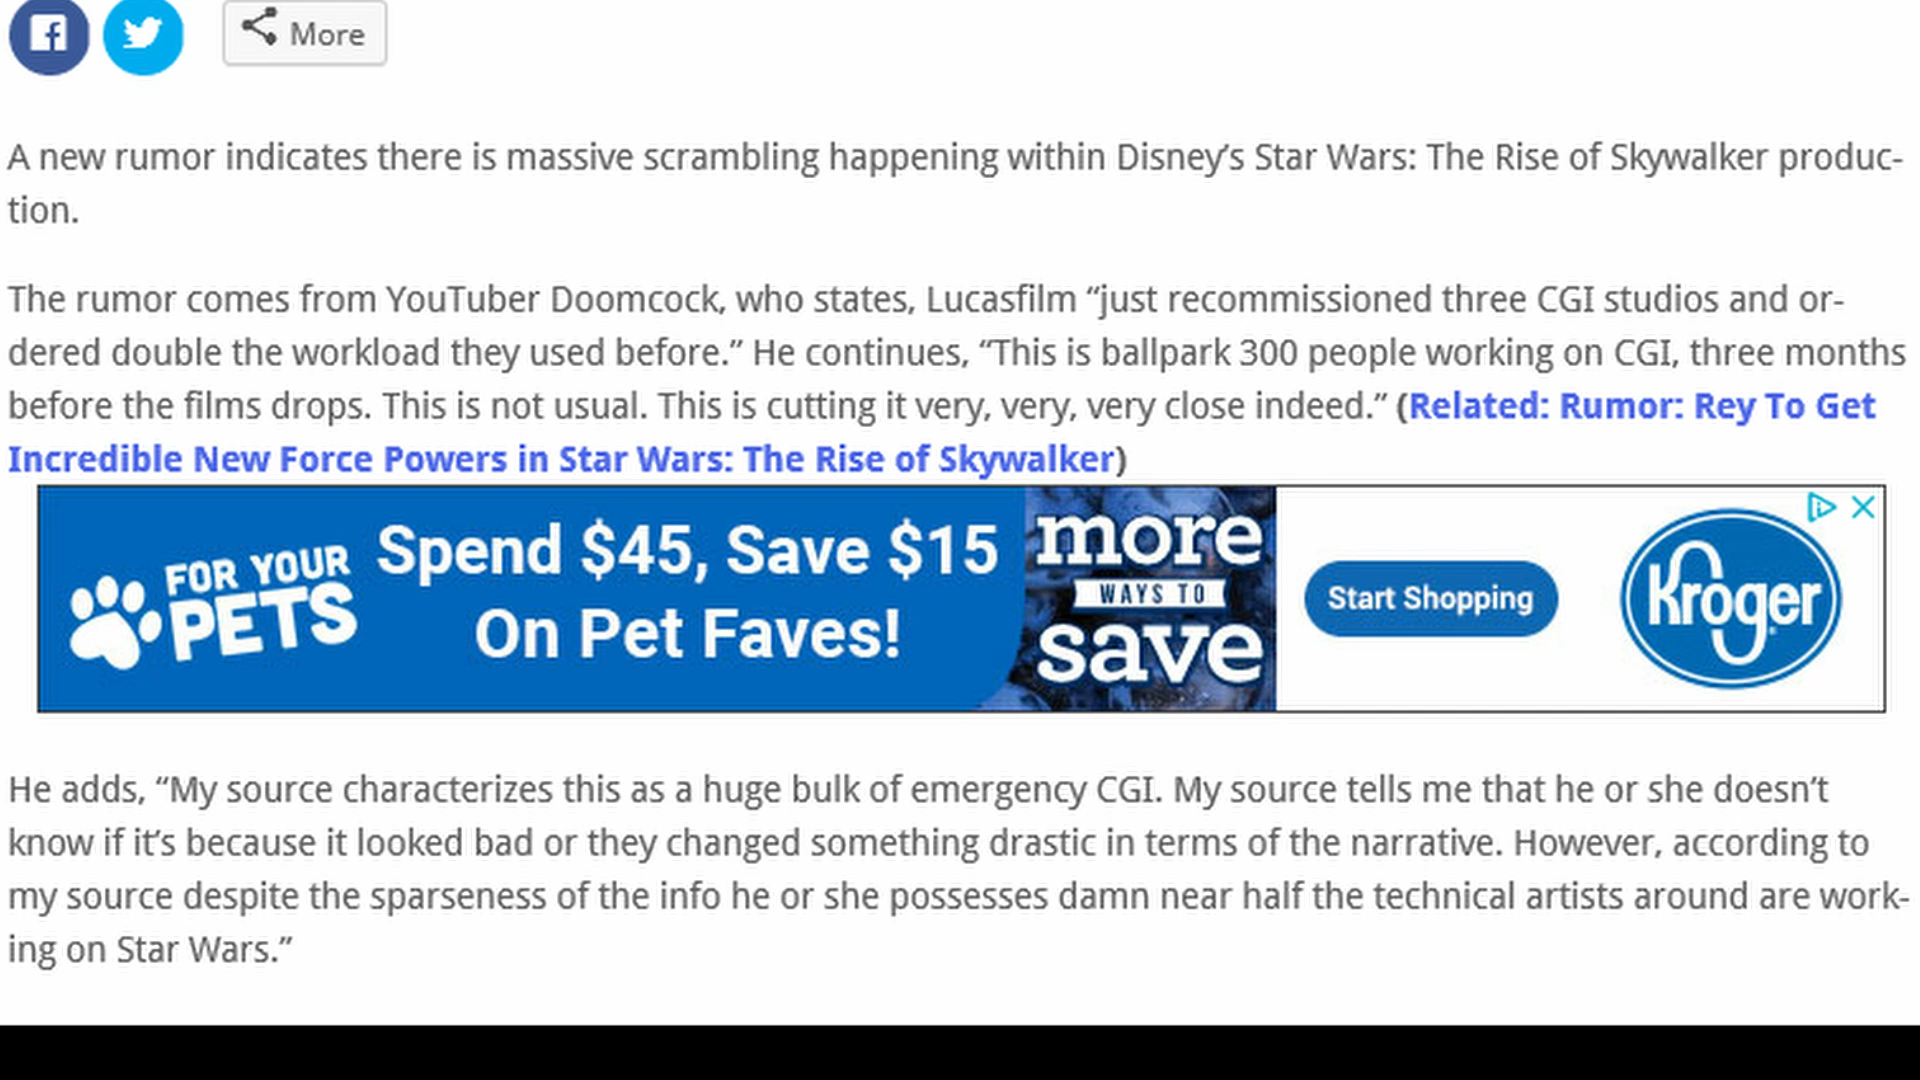 More
A new rumor indicates there is massive scrambling happening within Disney’s Star Wars: The Rise of Skywalker produc-
tion.
The rumor comes from YouTuber Doomcock, who states, Lucasfilm “just recommissioned three CGI studios and or-
dered double the workload they used before.” He continues, “This is ballpark 300 people working on CGI, three months
before the films drops. This is not usual. This is cutting it very, very, very close indeed.” (Related: Rumor: Rey To Get
Incredible New Force Powers in Star Wars: The Rise of Skywalker)
FOR YOUR
PETS
Spend $45, Save $15
On Pet Faves!
more
WAYS TO
save
Start Shopping
Kroger
He adds, “My source characterizes this as a huge bulk of emergency CGI. My source tells me that he or she doesn’t
know if it’s because it looked bad or they changed something drastic in terms of the narrative. However, according to
my source despite the sparseness of the info he or she possesses damn near half the technical artists around are work-
ing on Star Wars.”